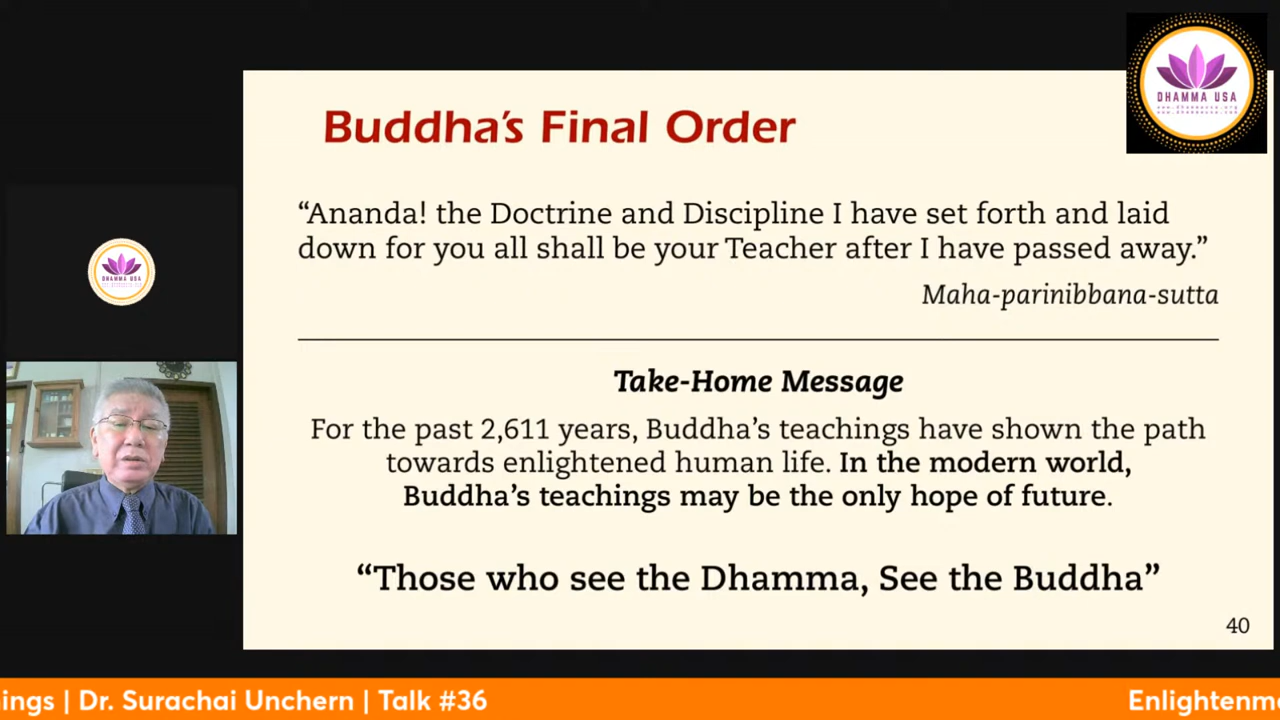 Buddha's Final Order
DHAMMA USA
“Ananda! the Doctrine and Discipline I have set forth and laid
down for you all shall be your Teacher after I have passed away.”
Maha-parinibbana-sutta
DHAMMA USA
Take-Home Message
For the past 2,611 years, Buddha's teachings have shown the path
towards enlightened human life. In the modern world,
Buddha's teachings may be the only hope of future.
“Those who see the Dhamma, See the Buddha”
40
nings | Dr. Surachai Unchern | Talk #36
Enlightenme